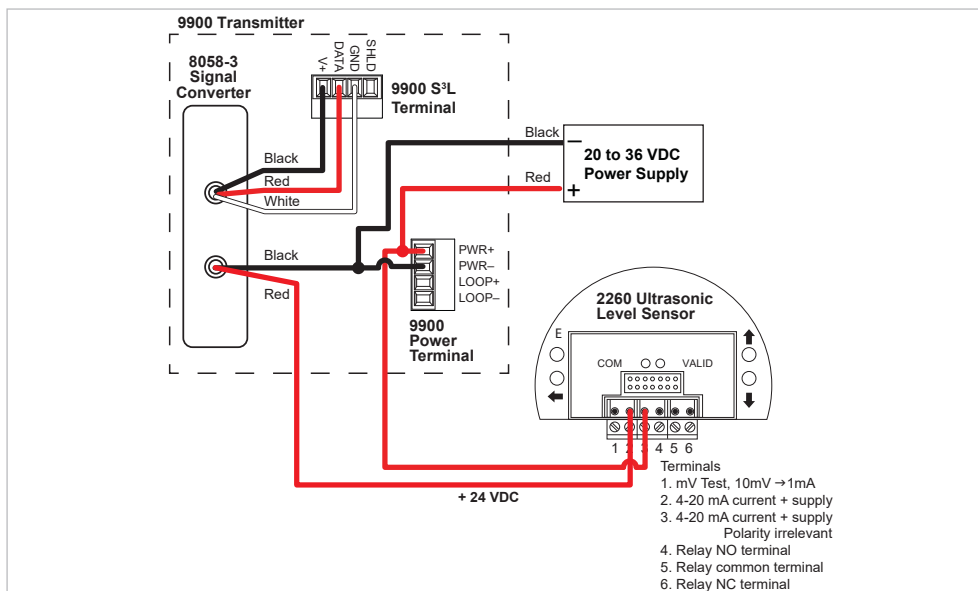 9900 Transmitter
8058-3
Signal
Converter
V+
DATA
GND
SHLD
9900 S³L
Terminal
Black
Red
White
Black
Red
PWR+
PWR–
LOOP+
LOOP–
9900
Power
Terminal
Black
Red
–
+
20 to 36 VDC
Power Supply
2260 Ultrasonic
Level Sensor
E
COM
VALID
1 2 3 4 5 6
+ 24 VDC
Terminals
1. mV Test, 10mV →1mA
2. 4-20 mA current + supply
3. 4-20 mA current + supply
Polarity irrelevant
4. Relay NO terminal
5. Relay common terminal
6. Relay NC terminal